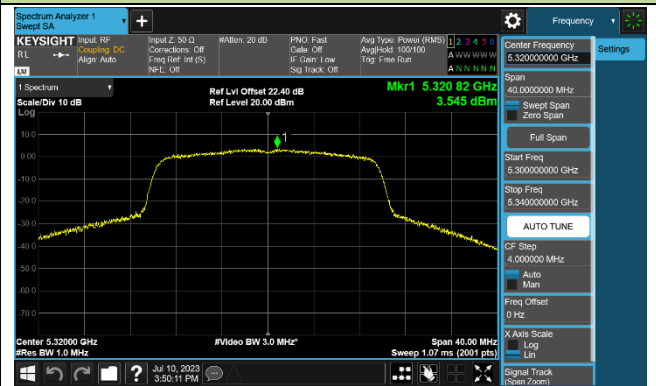 Spectrum Analyzer 1
Swept SA
+
Frequency
KEYSIGHT
RL
LXI
Input: RF
Coupling: DC
Align: Auto
Input Z: 50 Ω
Corrections: Off
Freq Ref: Int (S)
NFE: Off
#Atten: 20 dB
PNO: Fast
Gate: Off
IF Gain: Low
Sig Track: Off
Avg Type: Power (RMS)
Avg|Hold: 100/100
Trig: Free Run
1 2 3 4 5 6
A W W W W W
A N N N N N
1 Spectrum
Scale/Div 10 dB
Log
Ref Lvl Offset 22.40 dB
Ref Level 20.00 dBm
Mkr1 5.320 82 GHz
3.545 dBm
1
10.0
0.00
-10.0
-20.0
-30.0
-40.0
-50.0
-60.0
-70.0
Center 5.32000 GHz
#Res BW 1.0 MHz
#Video BW 3.0 MHz*
Span 40.00 MHz
Sweep 1.07 ms (2001 pts)
?
Jul 10, 2023
3:50:11 PM
Center Frequency
5.320000000 GHz
Settings
Span
40.0000000 MHz
Swept Span
Zero Span
Full Span
Start Freq
5.300000000 GHz
Stop Freq
5.340000000 GHz
AUTO TUNE
CF Step
4.000000 MHz
Auto
Man
Freq Offset
0 Hz
X Axis Scale
Log
Lin
Signal Track
(Span Zoom)